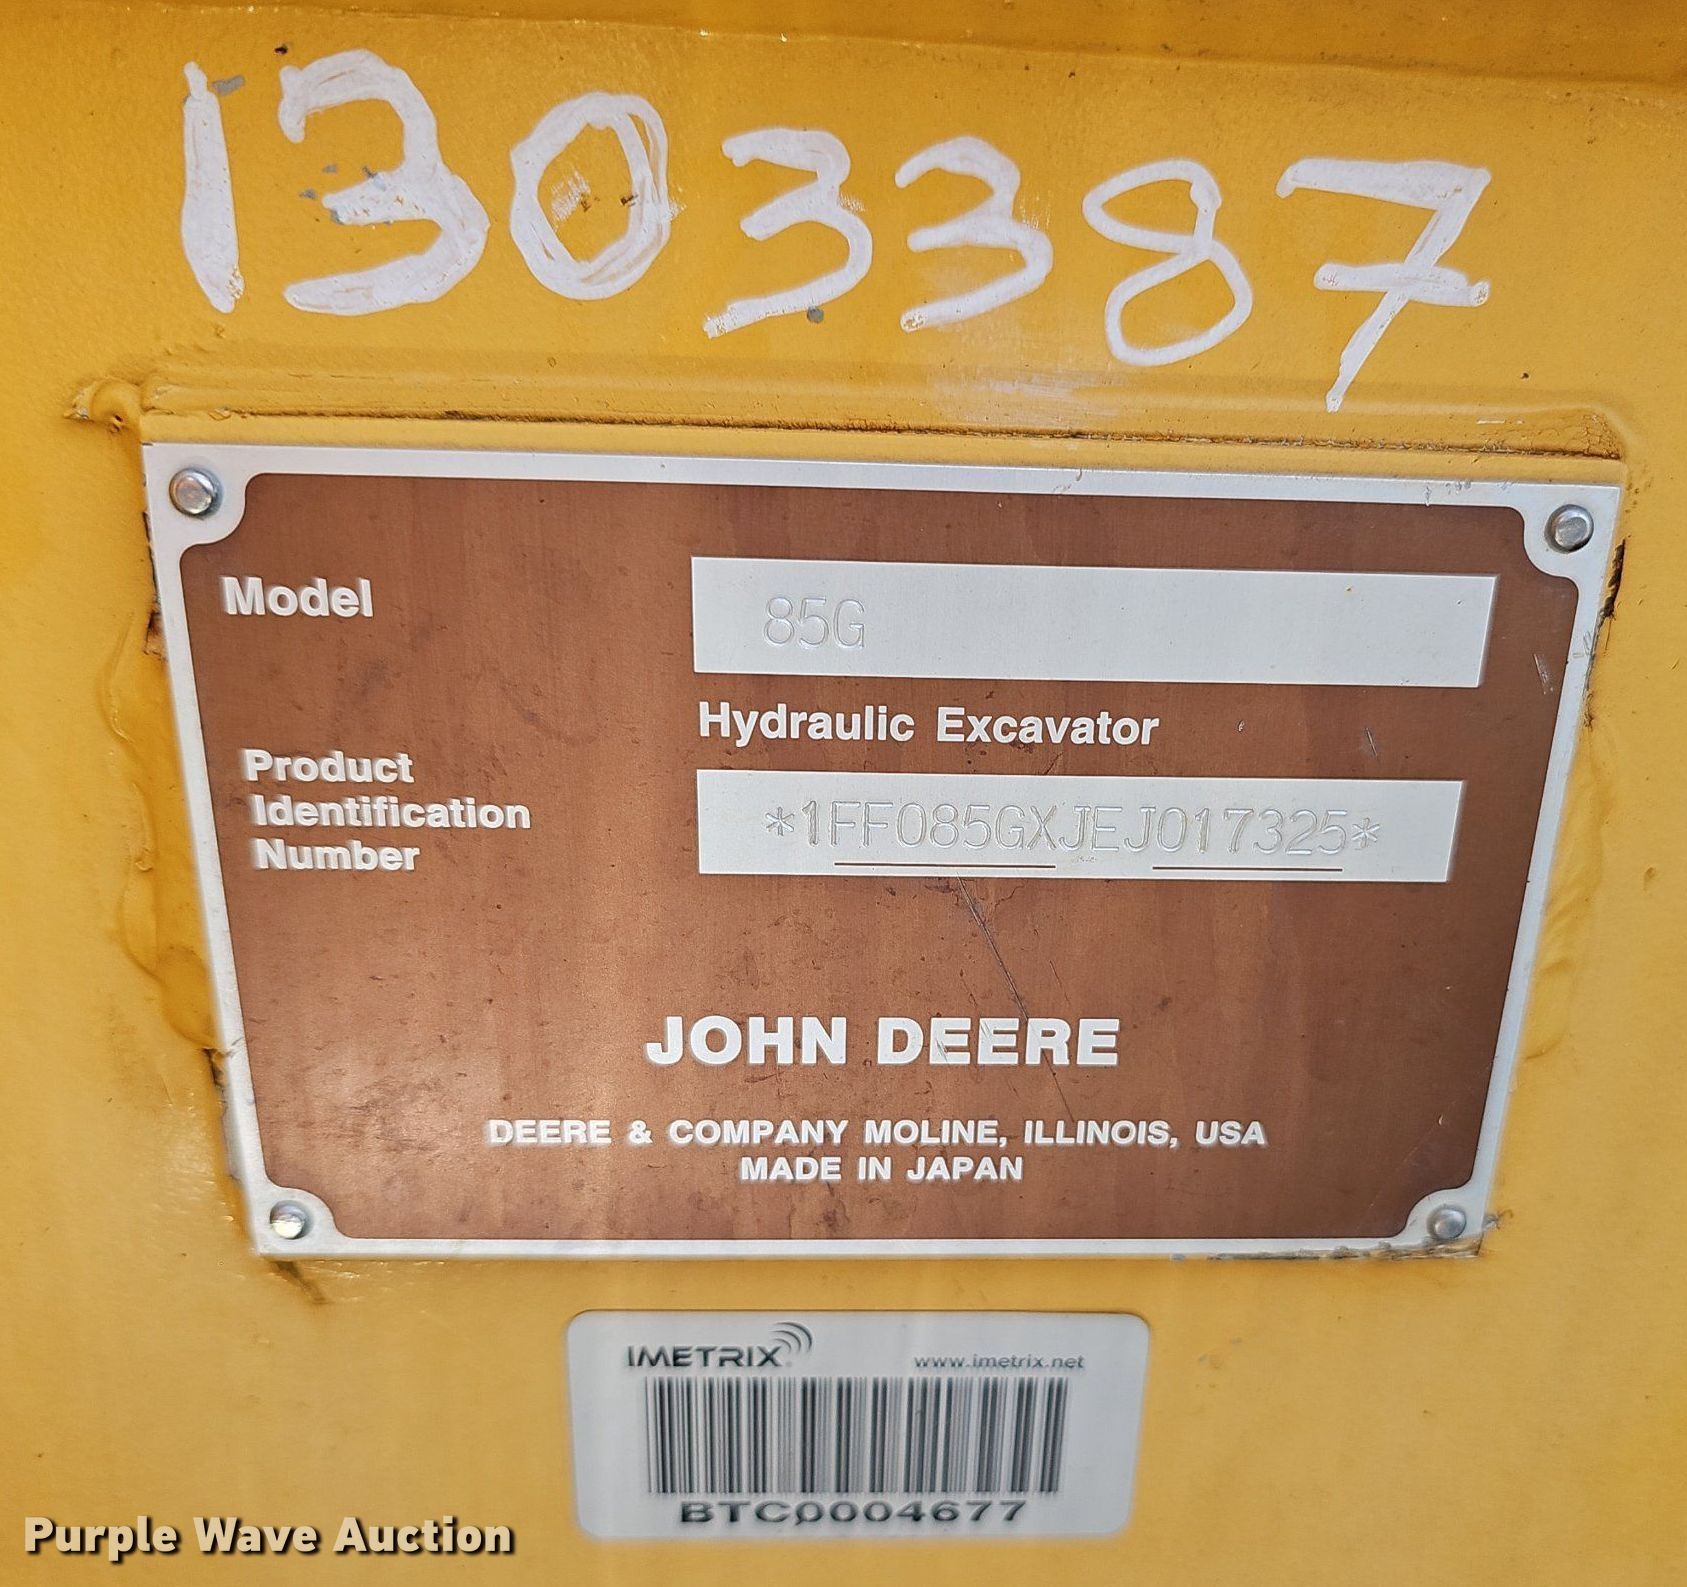 1303387
Model
85G
Hydraulic Excavator
Product
Identification
Number
*1FF085GXJEJ017325*
JOHN DEERE
DEERE & COMPANY MOLINE, ILLINOIS, USA
MADE IN JAPAN
IMETRIX
www.imetrix.net
BTC0004677
Purple Wave Auction